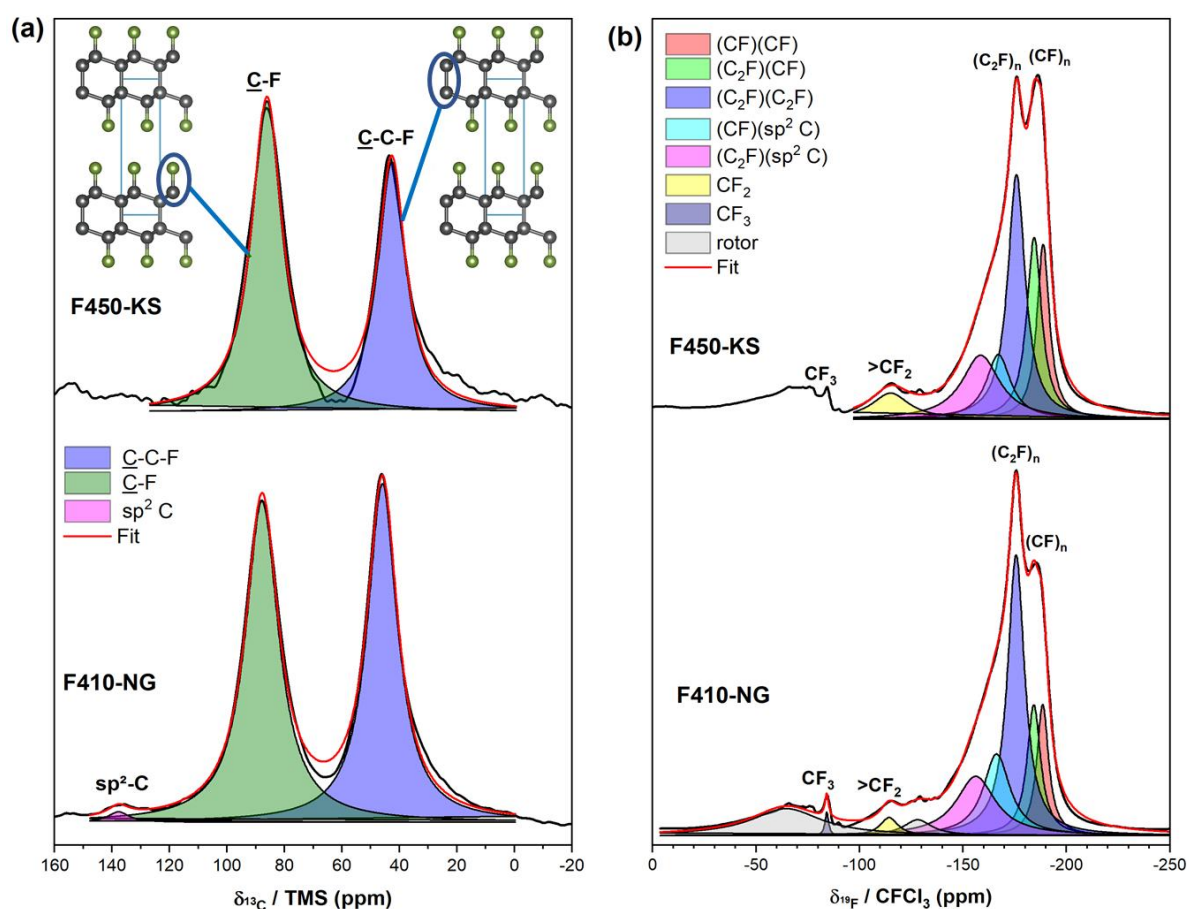 (a)
C-F
C-C-F
F450-KS
C-C-F
C-F
sp² C
Fit
F410-NG
sp²-C
160 140 120 100 80 60 40 20 0 -20
δ¹³C / TMS (ppm)
(b)
(CF)(CF)
(C₂F)(CF)
(C₂F)(C₂F)
(CF)(sp² C)
(C₂F)(sp² C)
CF₂
CF₃
rotor
Fit
(C₂F)n (CF)n
F450-KS
CF₃
>CF₂
(C₂F)n
(CF)n
F410-NG
CF₃
>CF₂
0 -50 -100 -150 -200 -250
δ¹⁹F / CFCl₃ (ppm)